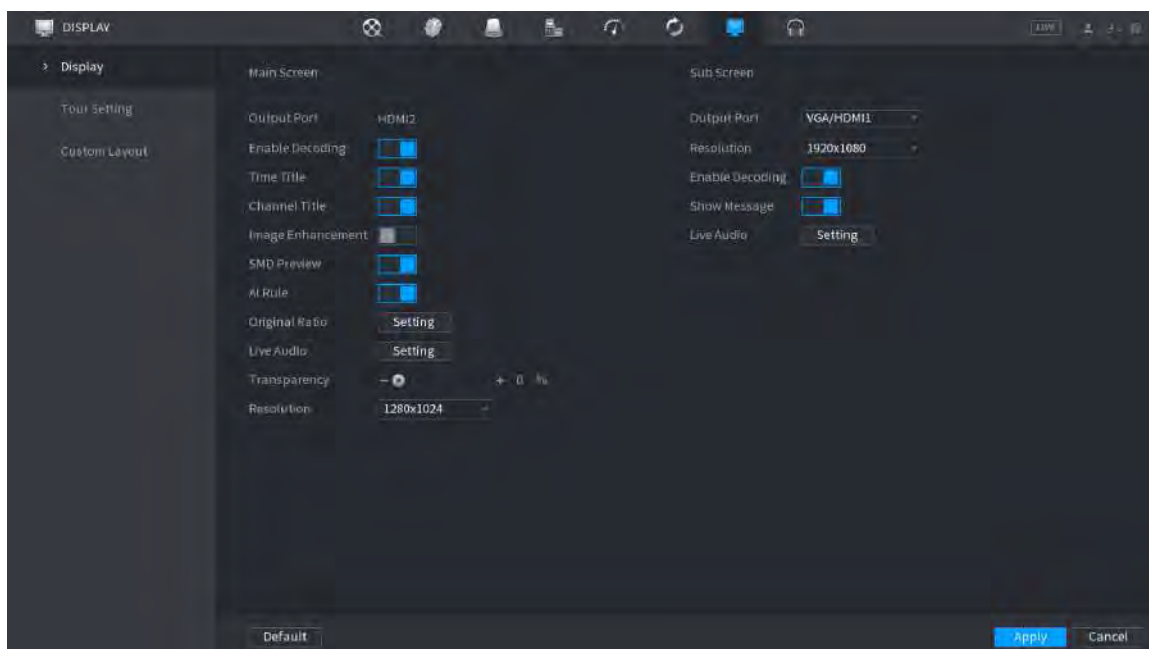 DISPLAY
LIVE
> Display
Tour Setting
Custom Layout
Main Screen
Output Port HDMI2
Enable Decoding
Time Title
Channel Title
Image Enhancement
SMD Preview
AI Rule
Original Ratio Setting
Live Audio Setting
Transparency - + 0 %
Resolution 1280x1024
Sub Screen
Output Port VGA/HDMI1
Resolution 1920x1080
Enable Decoding
Show Message
Live Audio Setting
Default
Apply
Cancel